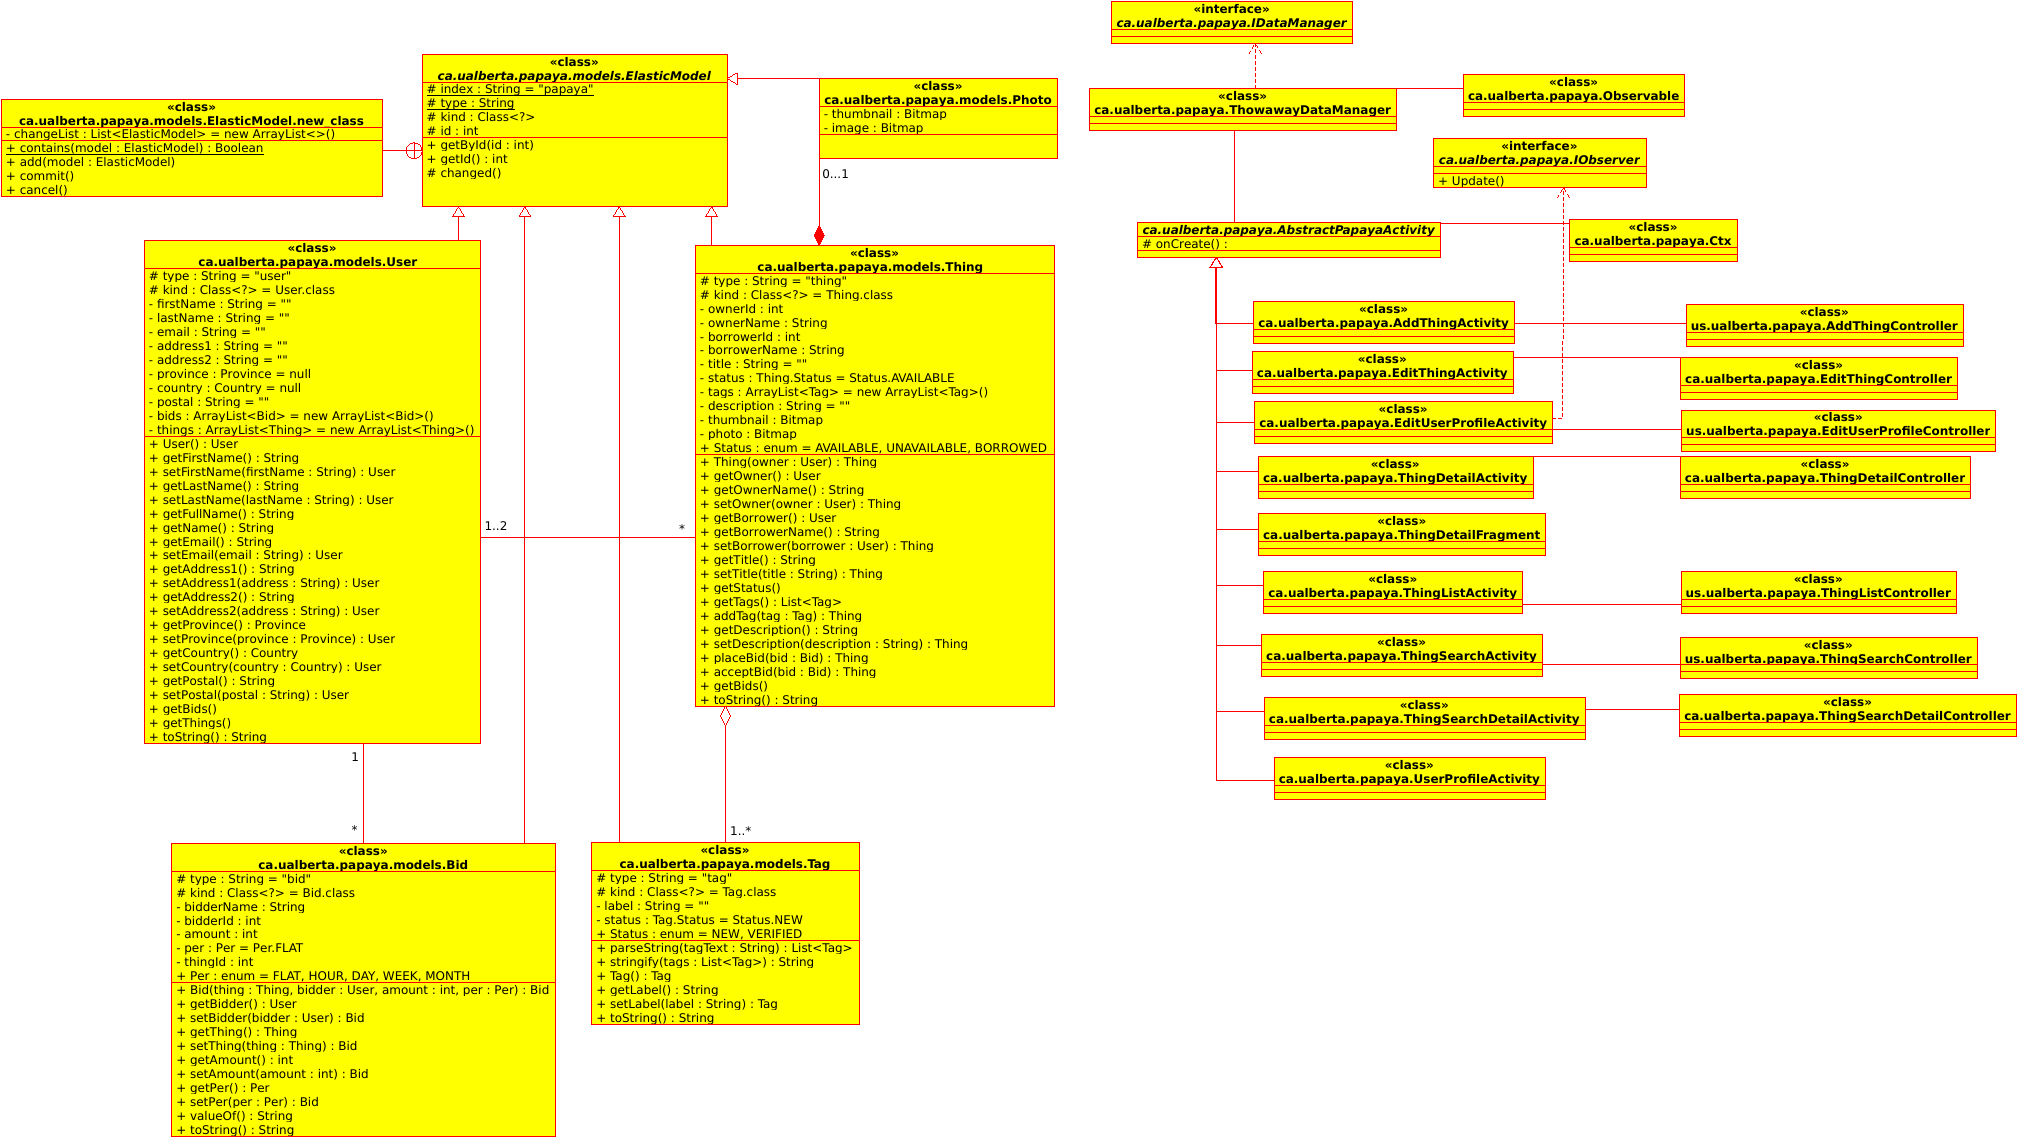 «class»
ca.ualberta.papaya.models.ElasticModel.new_class
- changeList : List<ElasticModel> = new ArrayList<>()
+ contains(model : ElasticModel) : Boolean
+ add(model : ElasticModel)
+ commit()
+ cancel()
«class»
ca.ualberta.papaya.models.ElasticModel
# index : String = "papaya"
# type : String
# kind : Class<?>
# id : int
+ getById(id : int)
+ getId() : int
# changed()
«class»
ca.ualberta.papaya.models.Photo
- thumbnail : Bitmap
- image : Bitmap
0...1
«class»
ca.ualberta.papaya.models.User
# type : String = "user"
# kind : Class<?> = User.class
- firstName : String = ""
- lastName : String = ""
- email : String = ""
- address1 : String = ""
- address2 : String = ""
- province : Province = null
- country : Country = null
- postal : String = ""
- bids : ArrayList<Bid> = new ArrayList<Bid>()
- things : ArrayList<Thing> = new ArrayList<Thing>()
+ User() : User
+ getFirstName() : String
+ setFirstName(firstName : String) : User
+ getLastName() : String
+ setLastName(lastName : String) : User
+ getFullName() : String
+ getName() : String
+ getEmail() : String
+ setEmail(email : String) : User
+ getAddress1() : String
+ setAddress1(address : String) : User
+ getAddress2() : String
+ setAddress2(address : String) : User
+ getProvince() : Province
+ setProvince(province : Province) : User
+ getCountry() : Country
+ setCountry(country : Country) : User
+ getPostal() : String
+ setPostal(postal : String) : User
+ getBids()
+ getThings()
+ toString() : String
1..2
*
«class»
ca.ualberta.papaya.models.Thing
# type : String = "thing"
# kind : Class<?> = Thing.class
- ownerId : int
- ownerName : String
- borrowerId : int
- borrowerName : String
- title : String = ""
- status : Thing.Status = Status.AVAILABLE
- tags : ArrayList<Tag> = new ArrayList<Tag>()
- description : String = ""
- thumbnail : Bitmap
- photo : Bitmap
+ Status : enum = AVAILABLE, UNAVAILABLE, BORROWED
+ Thing(owner : User) : Thing
+ getOwner() : User
+ getOwnerName() : String
+ setOwner(owner : User) : Thing
+ getBorrower() : User
+ getBorrowerName() : String
+ setBorrower(borrower : User) : Thing
+ getTitle() : String
+ setTitle(title : String) : Thing
+ getStatus()
+ getTags() : List<Tag>
+ addTag(tag : Tag) : Thing
+ getDescription() : String
+ setDescription(description : String) : Thing
+ placeBid(bid : Bid) : Thing
+ acceptBid(bid : Bid) : Thing
+ getBids()
+ toString() : String
1
*
1..*
«class»
ca.ualberta.papaya.models.Bid
# type : String = "bid"
# kind : Class<?> = Bid.class
- bidderName : String
- bidderId : int
- amount : int
- per : Per = Per.FLAT
- thingId : int
+ Per : enum = FLAT, HOUR, DAY, WEEK, MONTH
+ Bid(thing : Thing, bidder : User, amount : int, per : Per) : Bid
+ getBidder() : User
+ setBidder(bidder : User) : Bid
+ getThing() : Thing
+ setThing(thing : Thing) : Bid
+ getAmount() : int
+ setAmount(amount : int) : Bid
+ getPer() : Per
+ setPer(per : Per) : Bid
+ valueOf() : String
+ toString() : String
«class»
ca.ualberta.papaya.models.Tag
# type : String = "tag"
# kind : Class<?> = Tag.class
- label : String = ""
- status : Tag.Status = Status.NEW
+ Status : enum = NEW, VERIFIED
+ parseString(tagText : String) : List<Tag>
+ stringify(tags : List<Tag>) : String
+ Tag() : Tag
+ getLabel() : String
+ setLabel(label : String) : Tag
+ toString() : String
«interface»
ca.ualberta.papaya.IDataManager
«class»
ca.ualberta.papaya.ThowawayDataManager
«class»
ca.ualberta.papaya.Observable
«interface»
ca.ualberta.papaya.IObserver
+ Update()
ca.ualberta.papaya.AbstractPapayaActivity
# onCreate() :
«class»
ca.ualberta.papaya.Ctx
«class»
ca.ualberta.papaya.AddThingActivity
«class»
us.ualberta.papaya.AddThingController
«class»
ca.ualberta.papaya.EditThingActivity
«class»
ca.ualberta.papaya.EditThingController
«class»
ca.ualberta.papaya.EditUserProfileActivity
«class»
us.ualberta.papaya.EditUserProfileController
«class»
ca.ualberta.papaya.ThingDetailActivity
«class»
ca.ualberta.papaya.ThingDetailController
«class»
ca.ualberta.papaya.ThingDetailFragment
«class»
ca.ualberta.papaya.ThingListActivity
«class»
us.ualberta.papaya.ThingListController
«class»
ca.ualberta.papaya.ThingSearchActivity
«class»
us.ualberta.papaya.ThingSearchController
«class»
ca.ualberta.papaya.ThingSearchDetailActivity
«class»
ca.ualberta.papaya.ThingSearchDetailController
«class»
ca.ualberta.papaya.UserProfileActivity